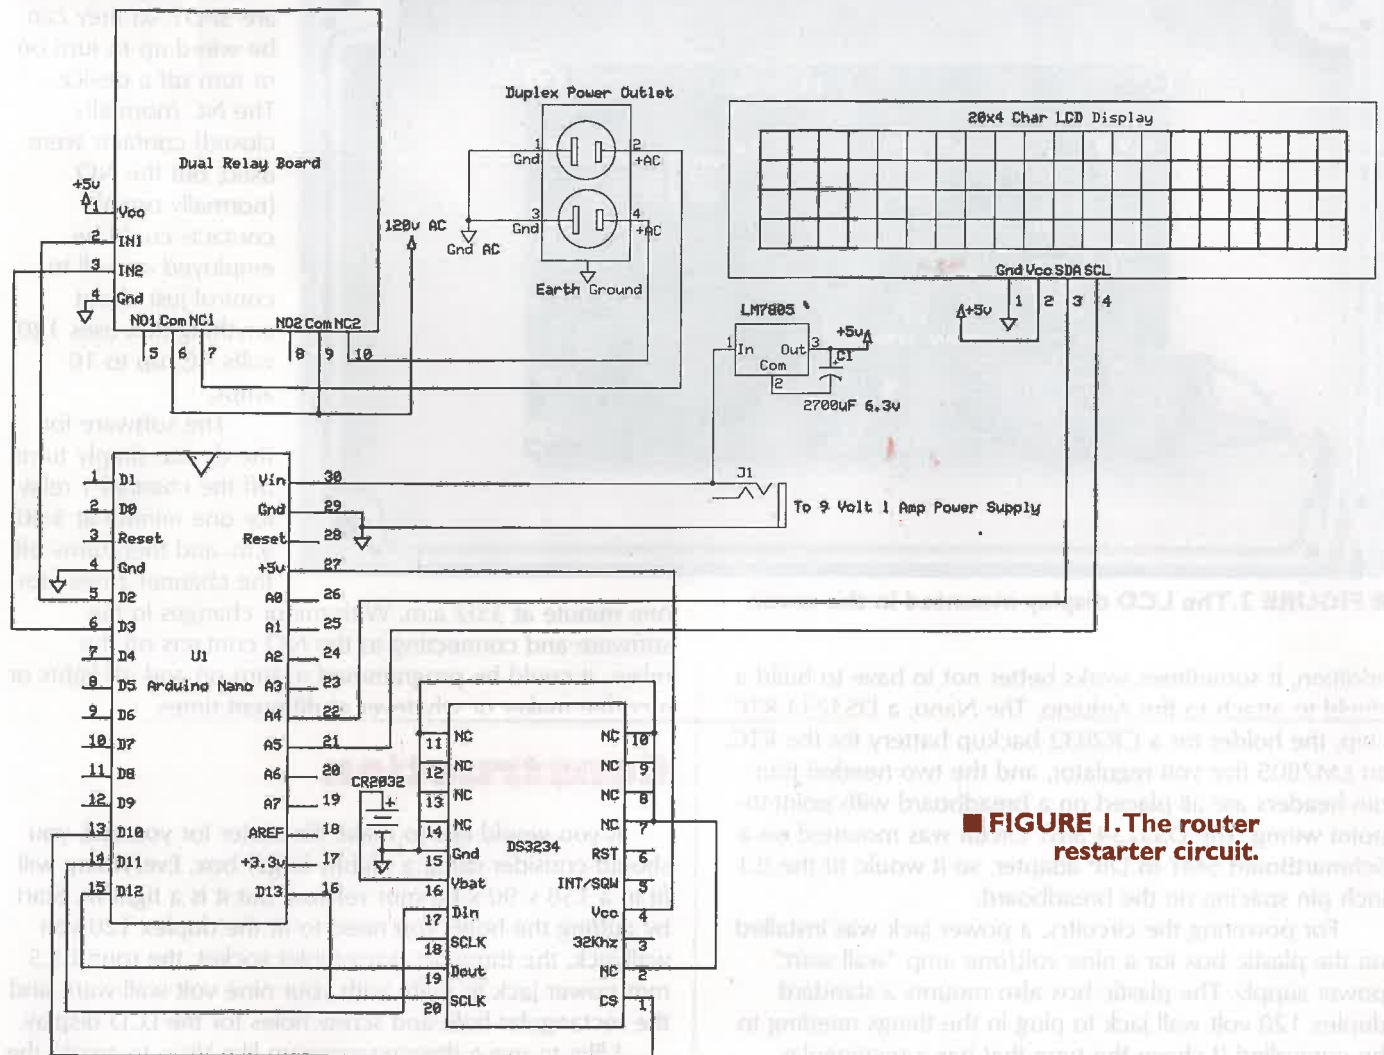 Dual Relay Board
+5v
1 Vcc
2 IN1
3 IN2
4 Gnd
NO1 Com NC1
NO2 Com NC2
5 6 7
8 9 10
120v AC
Duplex Power Outlet
1
Gnd
2
+AC
3
Gnd
4
+AC
Gnd AC
Earth Ground
20x4 Char LCD Display
Gnd Vcc SDA SCL
+5v
1 2 3 4
LM7805
1 In Out 3
Com
2
+5v
+
C1
2700uF 6.3v
J1
To 9 Volt 1 Amp Power Supply
1 D1 Vin 30
2 D0 Gnd 29
3 Reset Reset 28
4 Gnd +5v 27
5 D2 A0 26
6 D3 A1 25
7 D4 A2 24
U1
8 D5 Arduino Nano A3 23
9 D6 A4 22
10 D7 A5 21
11 D8 A6 20
12 D9 A7 19
13 D10 AREF 18
14 D11 +3.3v 17
15 D12 D13 16
CR2032
+
DS3234
11 NC NC 10
12 NC NC 9
13 NC NC 8
14 NC NC 7
15 Gnd 6
16 Vbat INT/SQW 5
17 Din Vcc 4
18 SCLK 32Khz 3
19 Dout NC 2
20 SCLK CS 1
■ FIGURE 1. The router
restarter circuit.